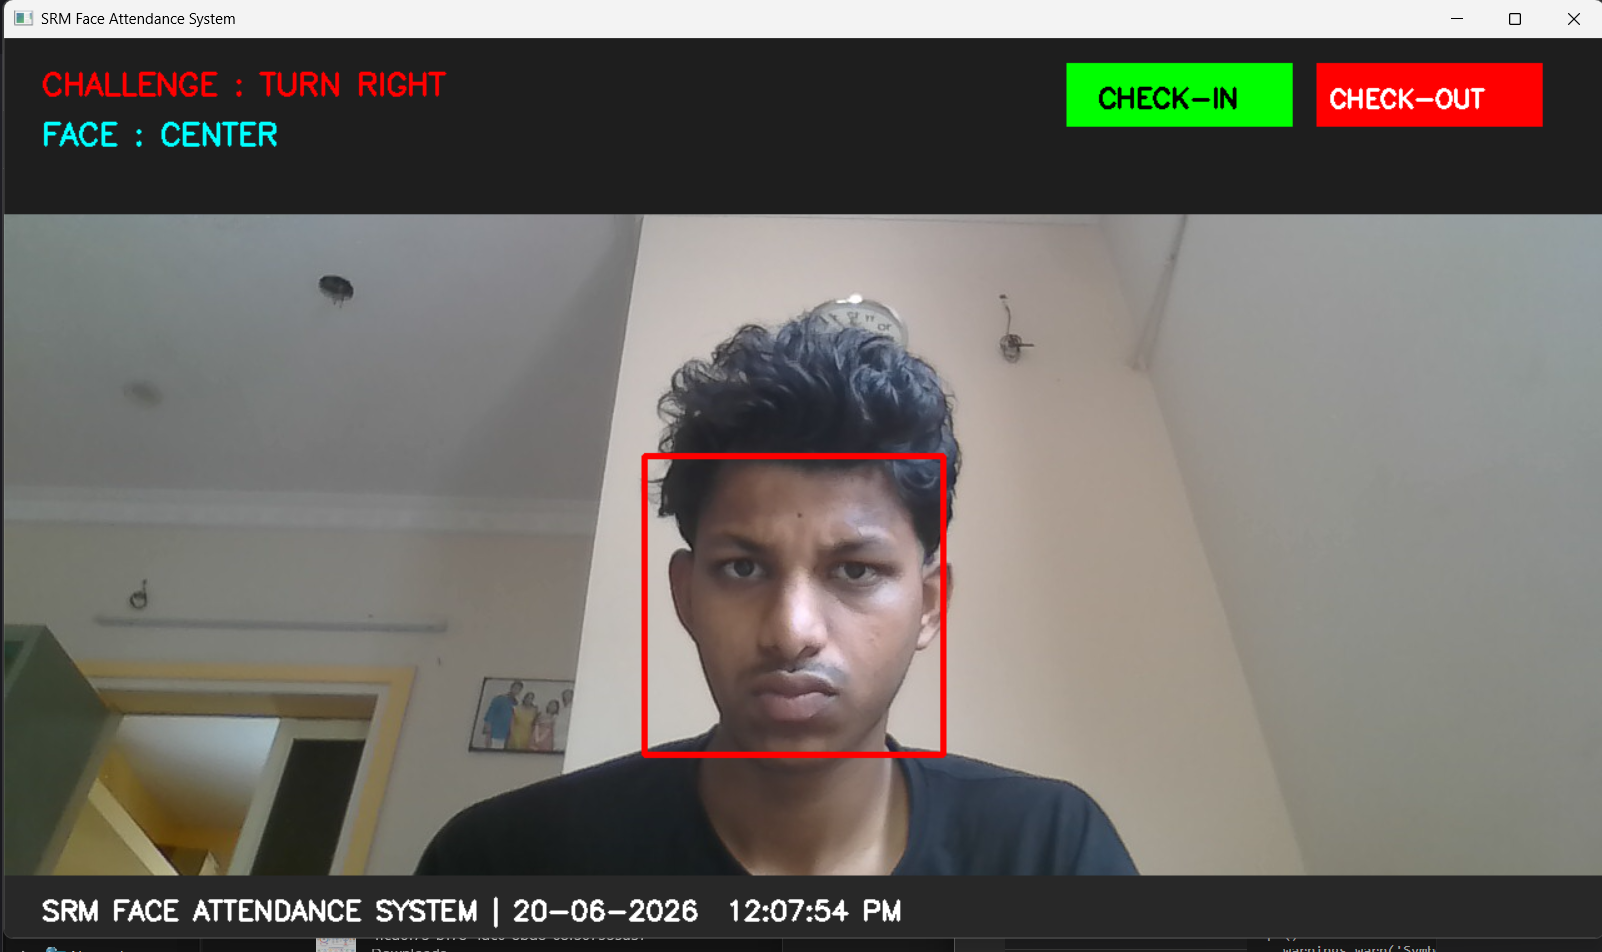 SRM Face Attendance System
CHALLENGE : TURN RIGHT
FACE : CENTER
CHECK-IN
CHECK-OUT
SRM FACE ATTENDANCE SYSTEM | 20-06-2026 12:07:54 PM